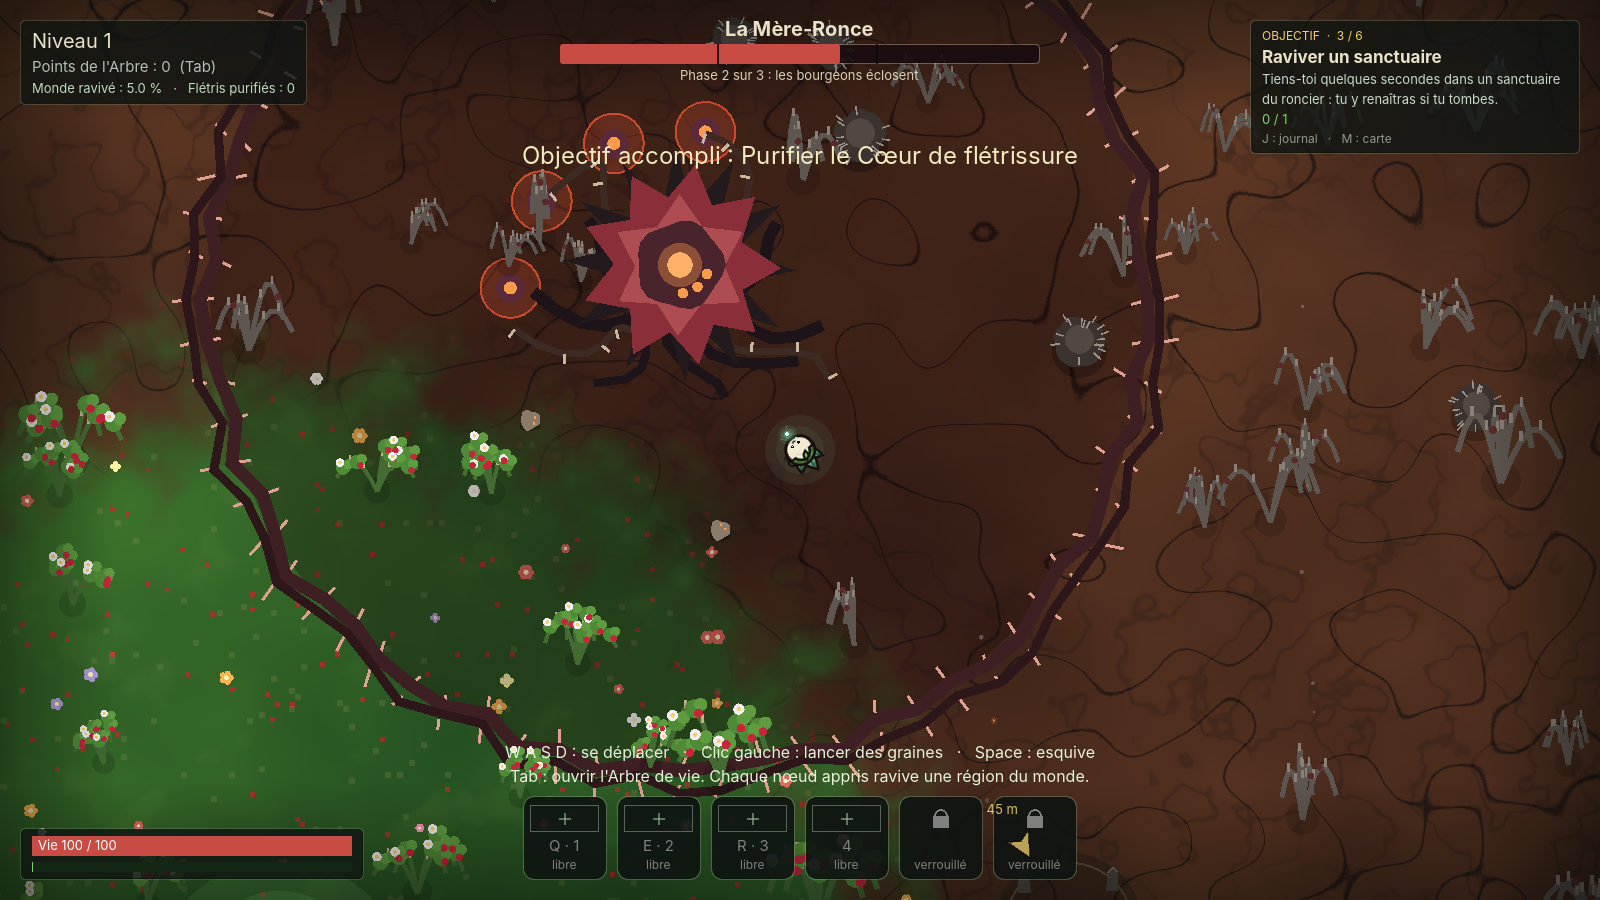 Niveau 1
Points de l'Arbre : 0 (Tab)
Monde ravivé : 5.0 % · Flétris purifiés : 0
La Mère-Ronce
Phase 2 sur 3 : les bourgeons éclosent
OBJECTIF · 3 / 6
Raviver un sanctuaire
Tiens-toi quelques secondes dans un sanctuaire
du roncier : tu y renaîtras si tu tombes.
0 / 1
J : journal · M : carte
Objectif accompli : Purifier le Cœur de flétrissure
W A S D : se déplacer · Clic gauche : lancer des graines · Space : esquive
Tab : ouvrir l'Arbre de vie. Chaque nœud appris ravive une région du monde.
Vie 100 / 100
Q · 1
libre
E · 2
libre
R · 3
libre
4
libre
verrouillé
45 m
verrouillé